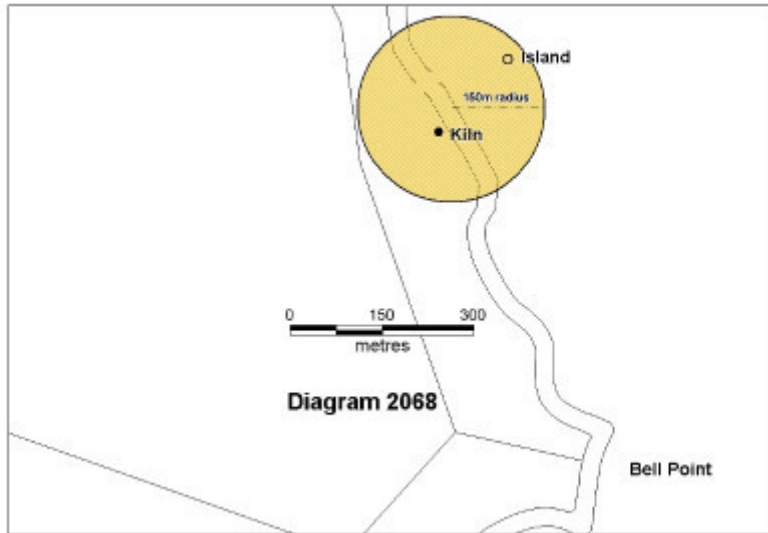 Island
150m radius
Kiln
0 150 300
metres
Diagram 2068
Bell Point